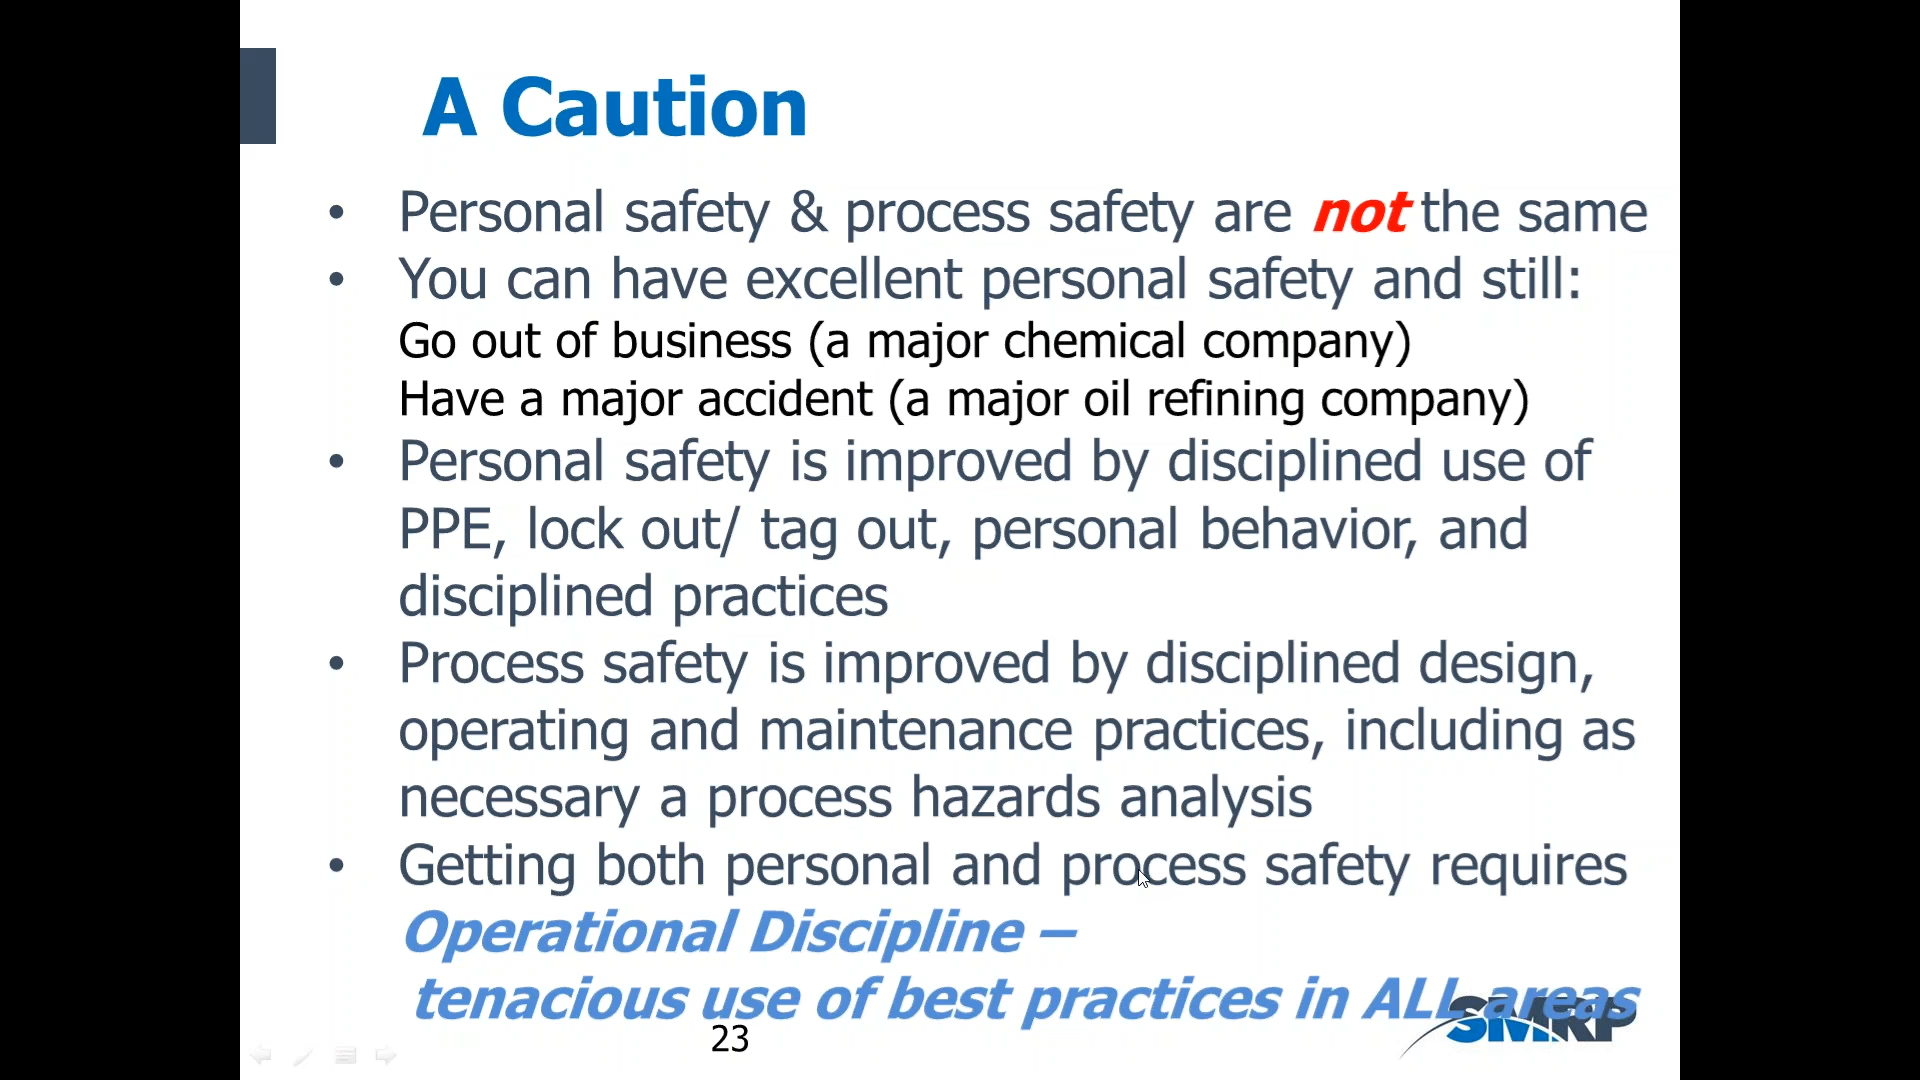 A Caution
• Personal safety & process safety are not the same
• You can have excellent personal safety and still:
Go out of business (a major chemical company)
Have a major accident (a major oil refining company)
• Personal safety is improved by disciplined use of
PPE, lock out/ tag out, personal behavior, and
disciplined practices
• Process safety is improved by disciplined design,
operating and maintenance practices, including as
necessary a process hazards analysis
• Getting both personal and process safety requires
Operational Discipline –
tenacious use of best practices in ALL areas
SMRP
23